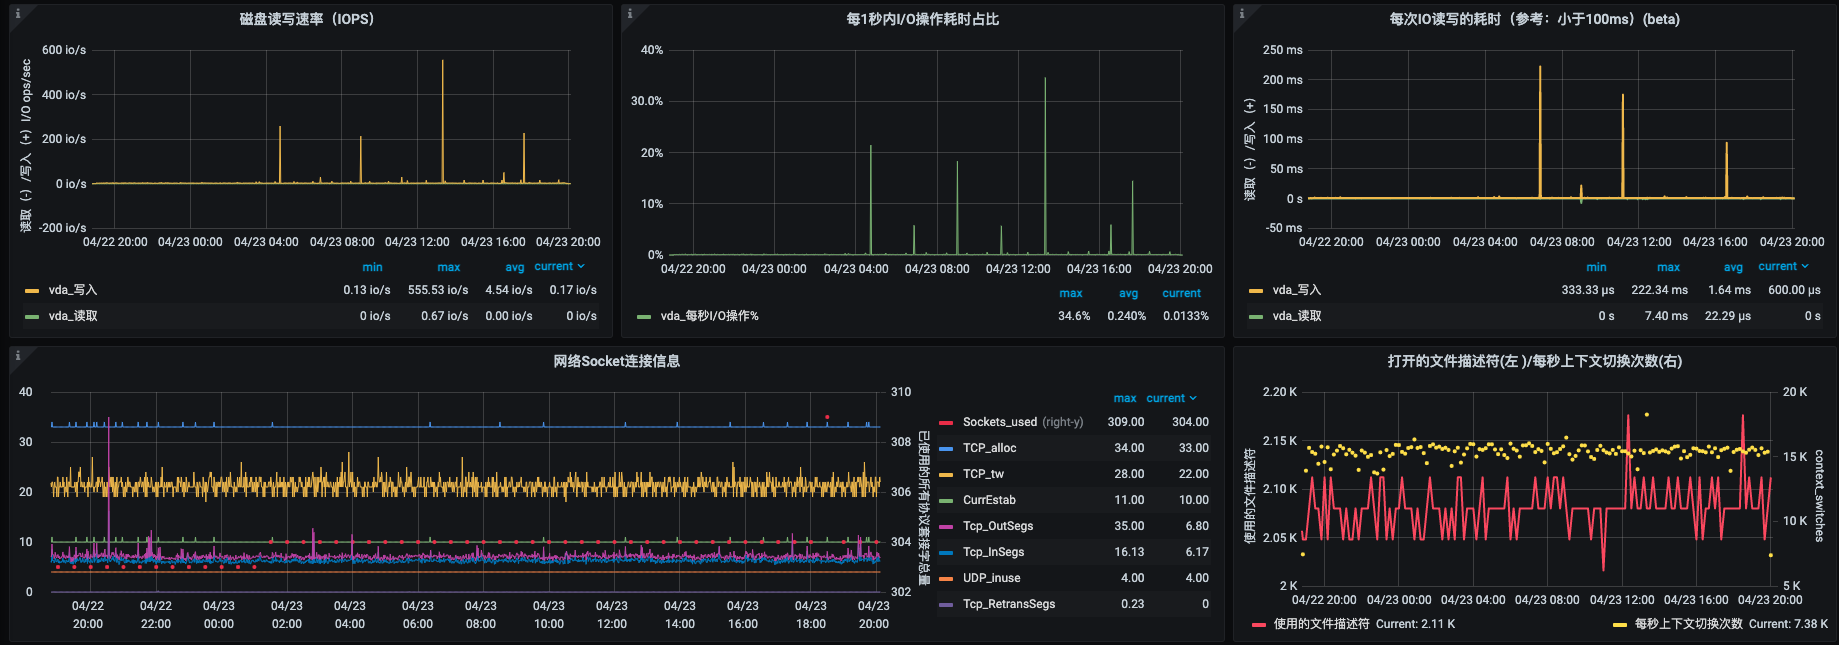 磁盘读写速率（IOPS）
读取（-）/写入（+）I/O ops/sec
600 io/s
400 io/s
200 io/s
0 io/s
-200 io/s
04/22 20:00 04/23 00:00 04/23 04:00 04/23 08:00 04/23 12:00 04/23 16:00 04/23 20:00
min max avg current
vda_写入 0.13 io/s 555.53 io/s 4.54 io/s 0.17 io/s
vda_读取 0 io/s 0.67 io/s 0.00 io/s 0 io/s
每1秒内I/O操作耗时占比
40%
30.0%
20%
10%
0%
04/22 20:00 04/23 00:00 04/23 04:00 04/23 08:00 04/23 12:00 04/23 16:00 04/23 20:00
max avg current
vda_每秒I/O操作% 34.6% 0.240% 0.0133%
每次IO读写的耗时（参考：小于100ms）(beta)
读取（-）/写入（+）
250 ms
200 ms
150 ms
100 ms
50 ms
0 s
-50 ms
04/22 20:00 04/23 00:00 04/23 04:00 04/23 08:00 04/23 12:00 04/23 16:00 04/23 20:00
min max avg current
vda_写入 333.33 µs 222.34 ms 1.64 ms 600.00 µs
vda_读取 0 s 7.40 ms 22.29 µs 0 s
网络Socket连接信息
40
30
20
10
0
310
308
306
304
302
已使用的所有协议套接字总量
04/22 20:00 04/22 22:00 04/23 00:00 04/23 02:00 04/23 04:00 04/23 06:00 04/23 08:00 04/23 10:00 04/23 12:00 04/23 14:00 04/23 16:00 04/23 18:00 04/23 20:00
max current
Sockets_used (right-y) 309.00 304.00
TCP_alloc 34.00 33.00
TCP_tw 28.00 22.00
CurrEstab 11.00 10.00
Tcp_OutSegs 35.00 6.80
Tcp_InSegs 16.13 6.17
UDP_inuse 4.00 4.00
Tcp_RetransSegs 0.23 0
打开的文件描述符(左 )/每秒上下文切换次数(右)
使用的文件描述符
2.20 K
2.15 K
2.10 K
2.05 K
2 K
20 K
15 K
10 K
5 K
context_switches
04/22 20:00 04/23 00:00 04/23 04:00 04/23 08:00 04/23 12:00 04/23 16:00 04/23 20:00
使用的文件描述符 Current: 2.11 K
每秒上下文切换次数 Current: 7.38 K